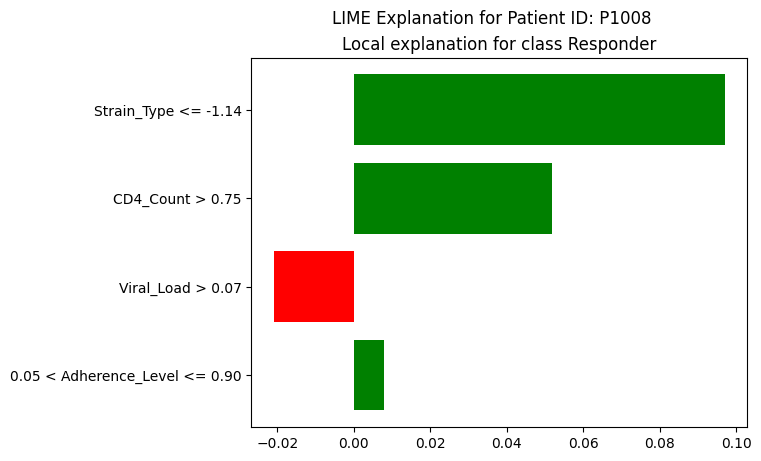 LIME Explanation for Patient ID: P1008
Local explanation for class Responder
Strain_Type <= -1.14
CD4_Count > 0.75
Viral_Load > 0.07
0.05 < Adherence_Level <= 0.90
−0.02 0.00 0.02 0.04 0.06 0.08 0.10